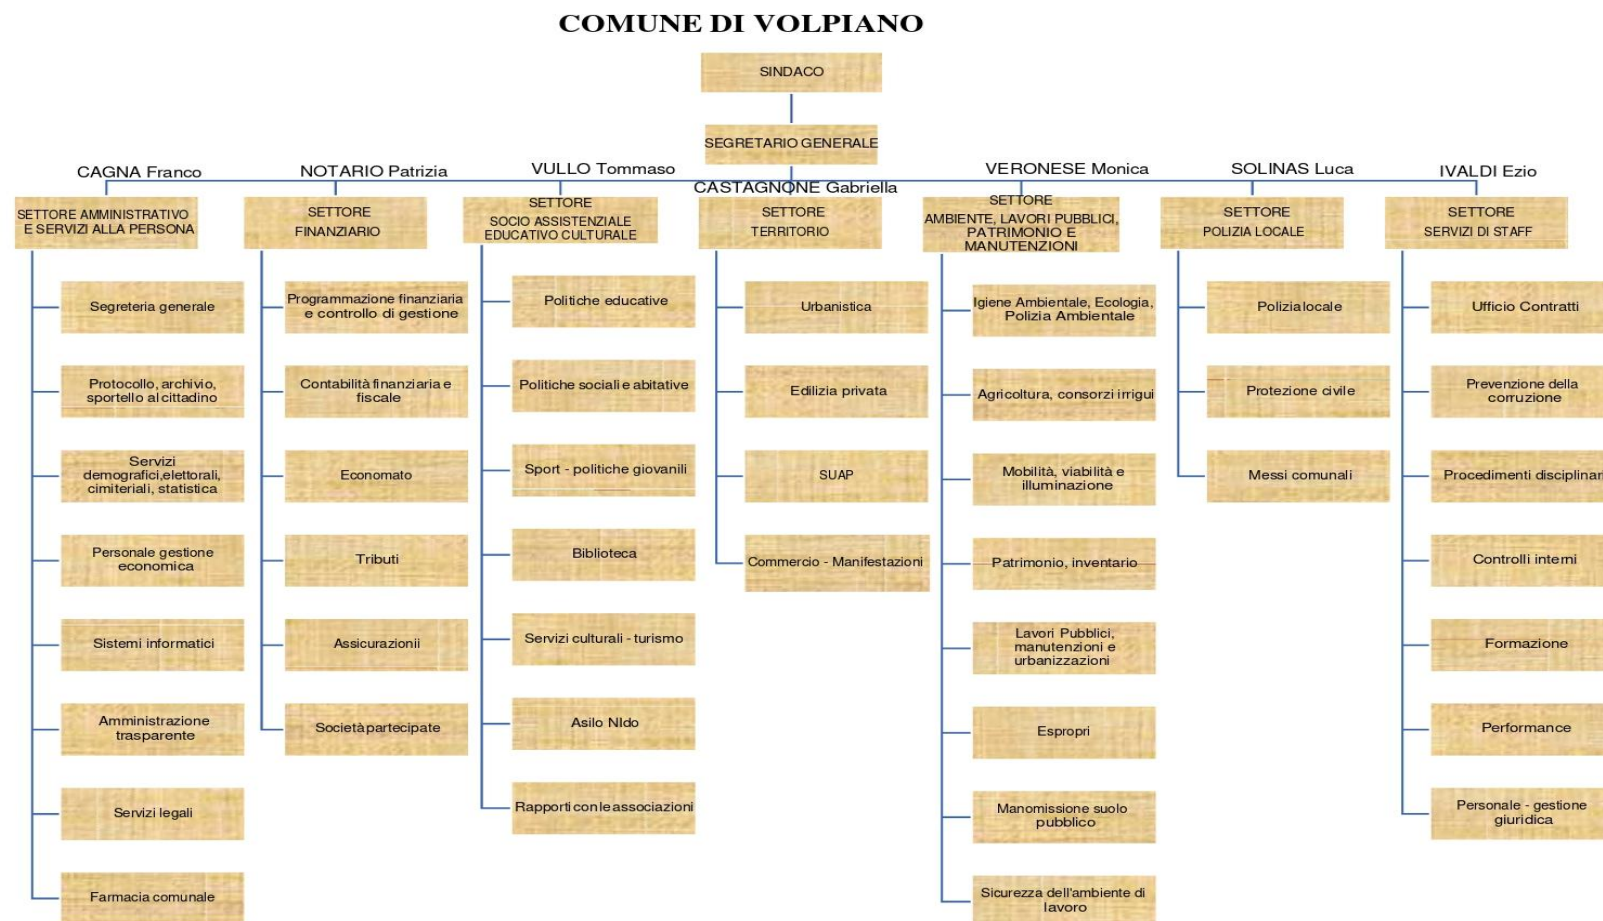 COMUNE DI VOLPIANO
SINDACO
SEGRETARIO GENERALE
CAGNA Franco
SETTORE AMMINISTRATIVO
E SERVIZI ALLA PERSONA
Segreteria generale
Protocollo, archivio,
sportello al cittadino
Servizi
demografici,elettorali,
cimiteriali, statistica
Personale gestione
economica
Sistemi informatici
Amministrazione
trasparente
Servizi legali
Farmacia comunale
NOTARIO Patrizia
SETTORE
FINANZIARIO
Programmazione finanziaria
e controllo di gestione
Contabilità finanziaria e
fiscale
Economato
Tributi
Assicurazionii
Società partecipate
VULLO Tommaso
SETTORE
SOCIO ASSISTENZIALE
EDUCATIVO CULTURALE
Politiche educative
Politiche sociali e abitative
Sport - politiche giovanili
Biblioteca
Servizi culturali - turismo
Asilo NIdo
Rapporti con le associazioni
CASTAGNONE Gabriella
SETTORE
TERRITORIO
Urbanistica
Edilizia privata
SUAP
Commercio - Manifestazioni
VERONESE Monica
SETTORE
AMBIENTE, LAVORI PUBBLICI,
PATRIMONIO E
MANUTENZIONI
Igiene Ambientale, Ecologia,
Polizia Ambientale
Agricoltura, consorzi irrigui
Mobilità, viabilità e
illuminazione
Patrimonio, inventario
Lavori Pubblici,
manutenzioni e
urbanizzazioni
Espropri
Manomissione suolo
pubblico
Sicurezza dell'ambiente di
lavoro
SOLINAS Luca
SETTORE
POLIZIA LOCALE
Polizia locale
Protezione civile
Messi comunali
IVALDI Ezio
SETTORE
SERVIZI DI STAFF
Ufficio Contratti
Prevenzione della
corruzione
Procedimenti disciplinari
Controlli interni
Formazione
Performance
Personale - gestione
giuridica